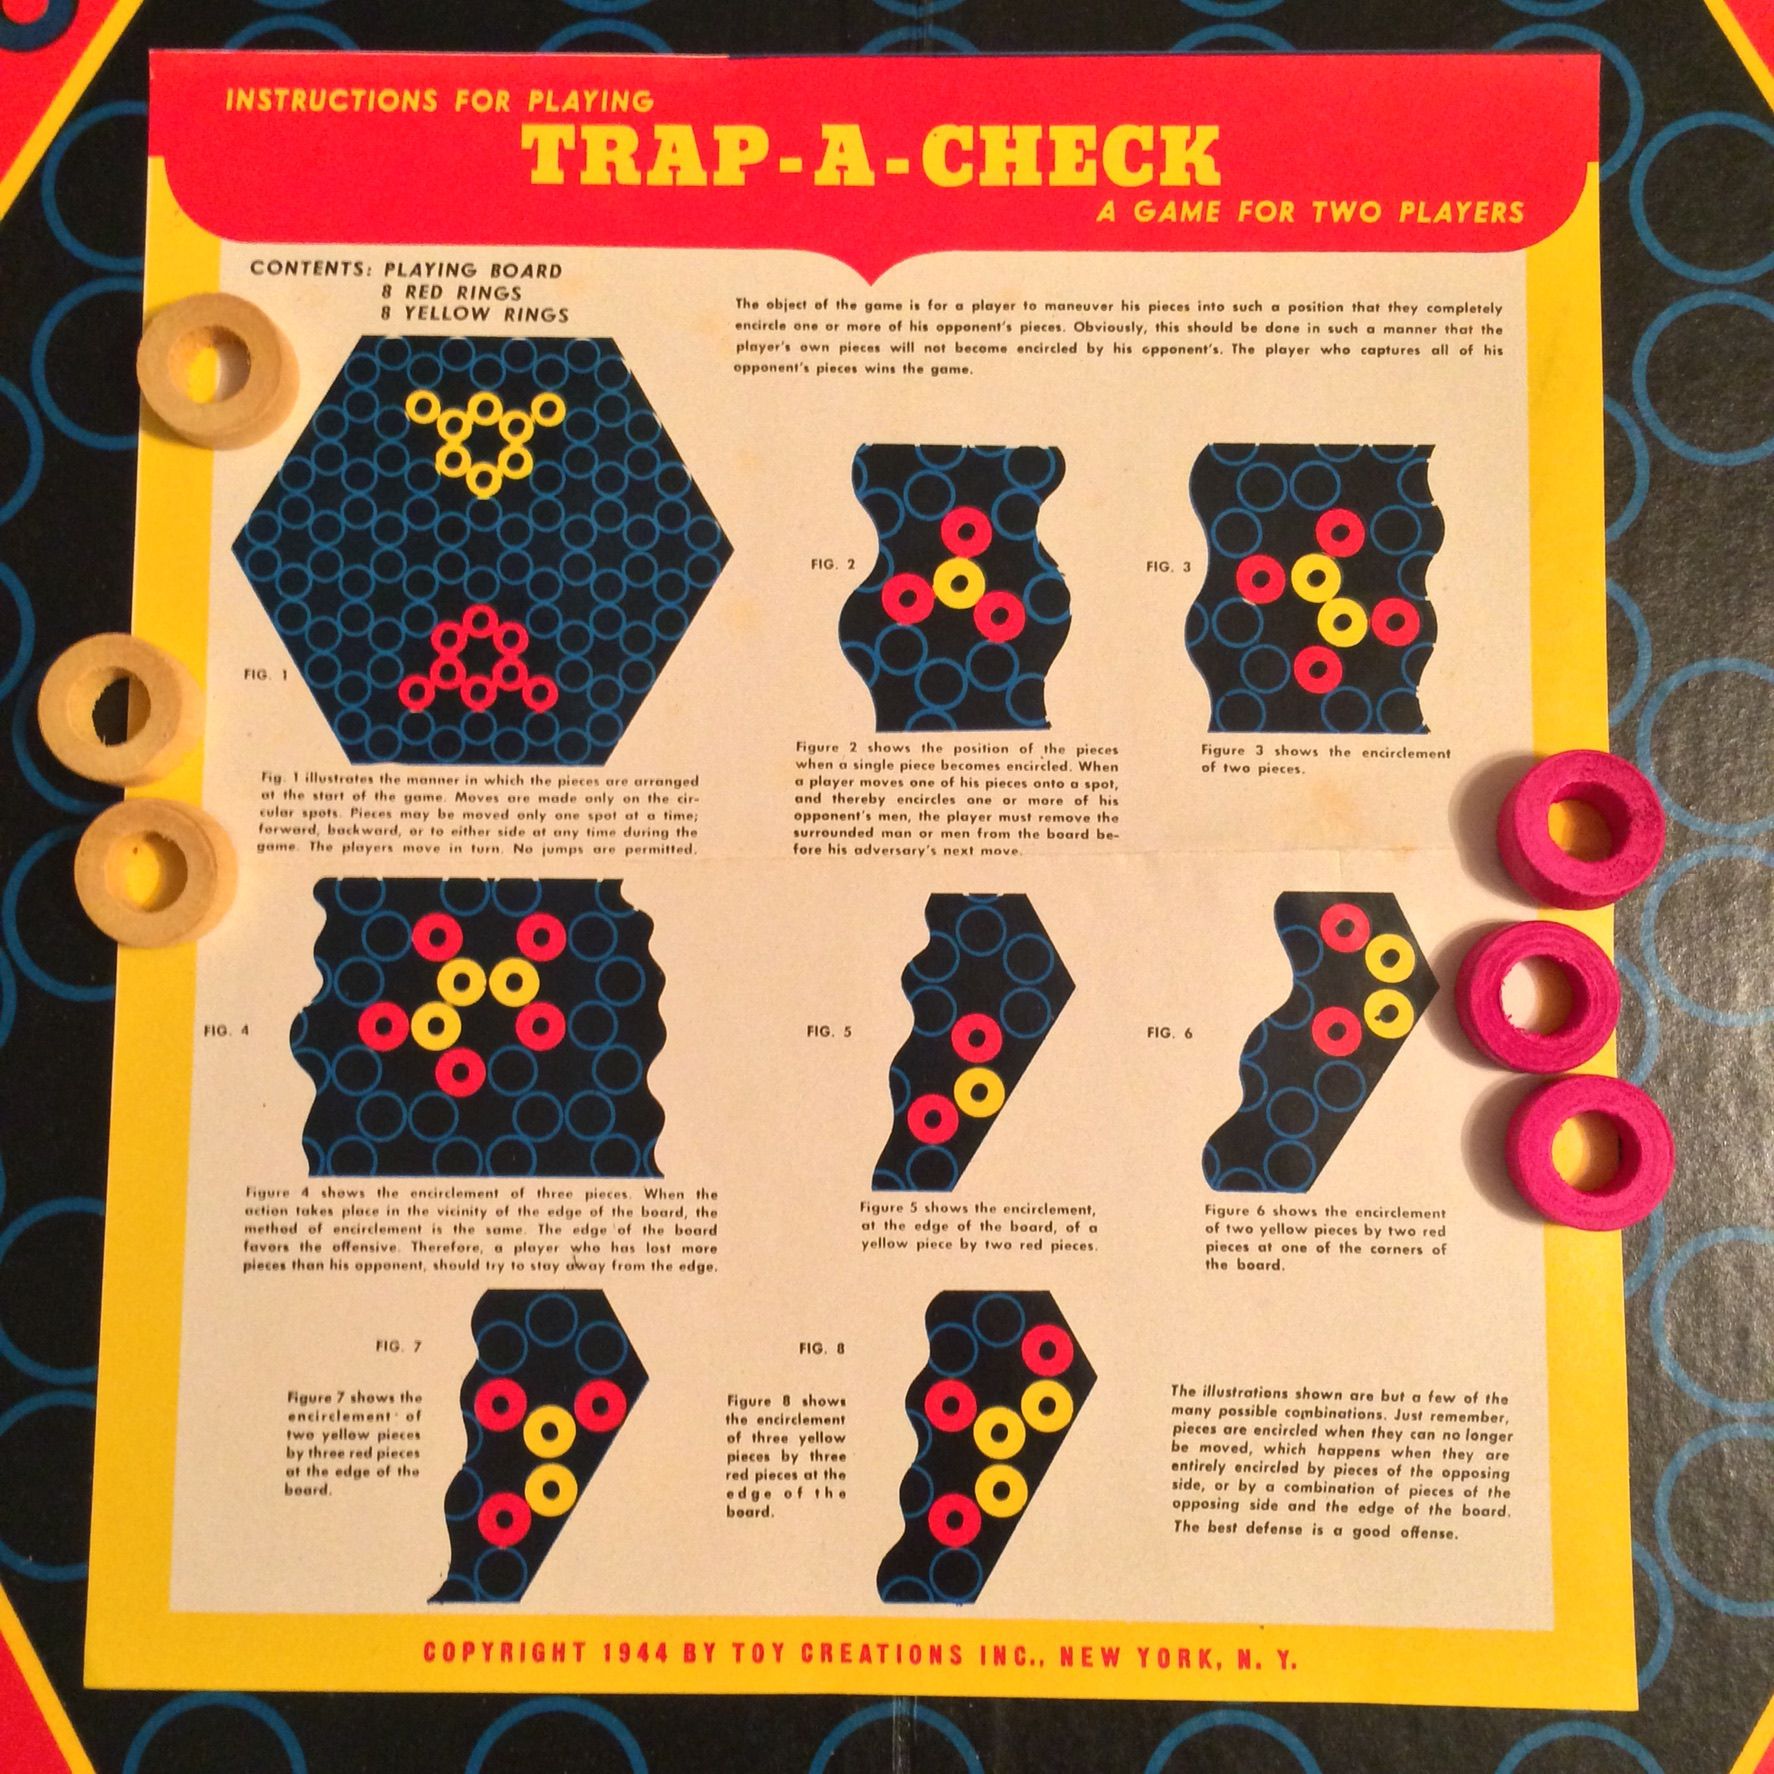 INSTRUCTIONS FOR PLAYING
TRAP-A-CHECK
A GAME FOR TWO PLAYERS
CONTENTS: PLAYING BOARD
8 RED RINGS
8 YELLOW RINGS
The object of the game is for a player to maneuver his pieces into such a position that they completely
encircle one or more of his opponent's pieces. Obviously, this should be done in such a manner that the
player's own pieces will not become encircled by his opponent's. The player who captures all of his
opponent's pieces wins the game.
FIG. 1
Fig. 1 illustrates the manner in which the pieces are arranged
at the start of the game. Moves are made only on the cir-
cular spots. Pieces may be moved only one spot at a time;
forward, backward, or to either side at any time during the
game. The players move in turn. No jumps are permitted.
FIG. 2
Figure 2 shows the position of the pieces
when a single piece becomes encircled. When
a player moves one of his pieces onto a spot,
and thereby encircles one or more of his
opponent's men, the player must remove the
surrounded man or men from the board be-
fore his adversary's next move.
FIG. 3
Figure 3 shows the encirclement
of two pieces.
FIG. 4
Figure 4 shows the encirclement of three pieces. When the
action takes place in the vicinity of the edge of the board, the
method of encirclement is the same. The edge of the board
favors the offensive. Therefore, a player who has lost more
pieces than his opponent, should try to stay away from the edge.
FIG. 5
Figure 5 shows the encirclement,
at the edge of the board, of a
yellow piece by two red pieces.
FIG. 6
Figure 6 shows the encirclement
of two yellow pieces by two red
pieces at one of the corners of
the board.
FIG. 7
Figure 7 shows the
encirclement of
two yellow pieces
by three red pieces
at the edge of the
board.
FIG. 8
Figure 8 shows
the encirclement
of three yellow
pieces by three
red pieces at the
edge of the
board.
The illustrations shown are but a few of the
many possible combinations. Just remember,
pieces are encircled when they can no longer
be moved, which happens when they are
entirely encircled by pieces of the opposing
side, or by a combination of pieces of the
opposing side and the edge of the board.
The best defense is a good offense.
COPYRIGHT 1944 BY TOY CREATIONS INC., NEW YORK, N. Y.